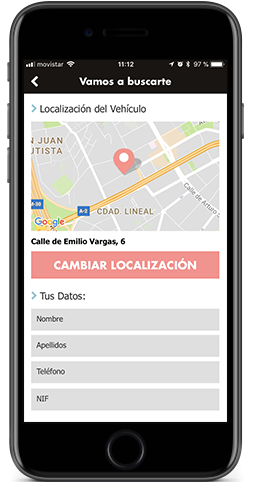 movistar 11:12 97 %
Vamos a buscarte
Localización del Vehículo
N JUAN
UTISTA
Calle de Arturo
A-30
A-2
CDAD. LINEAL
Google
Calle de Emilio Vargas, 6
CAMBIAR LOCALIZACIÓN
Tus Datos:
Nombre
Apellidos
Teléfono
NIF